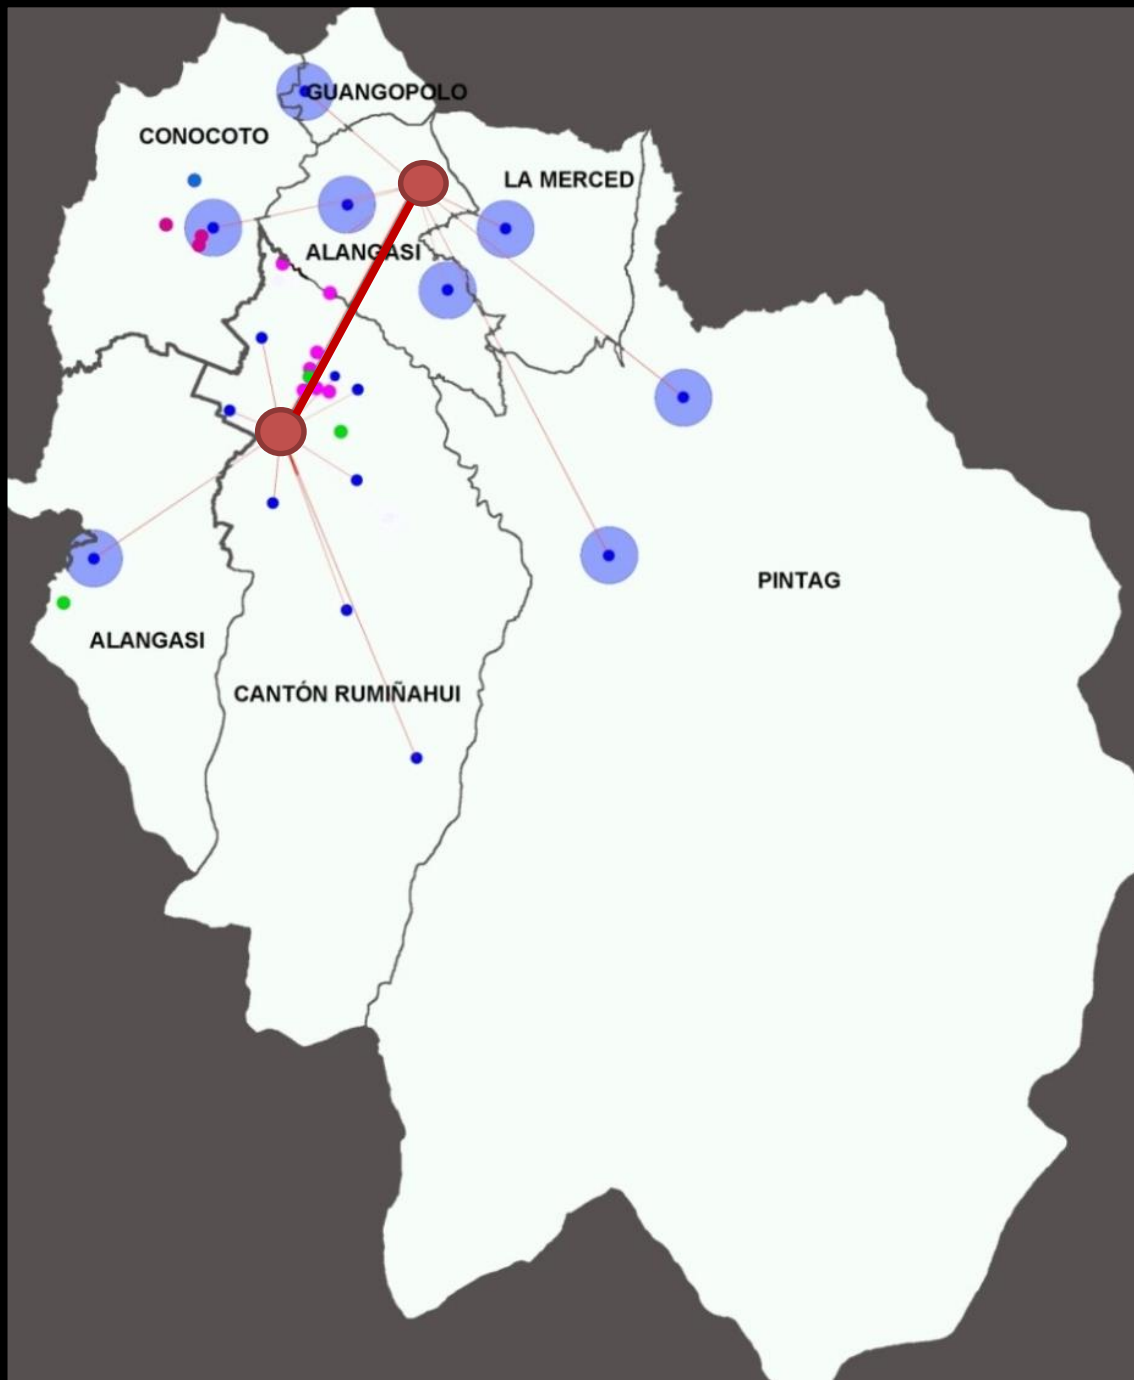 GUANGOPOLO
CONOCOTO
LA MERCED
ALANGASI
PINTAG
ALANGASI
CANTÓN RUMIÑAHUI